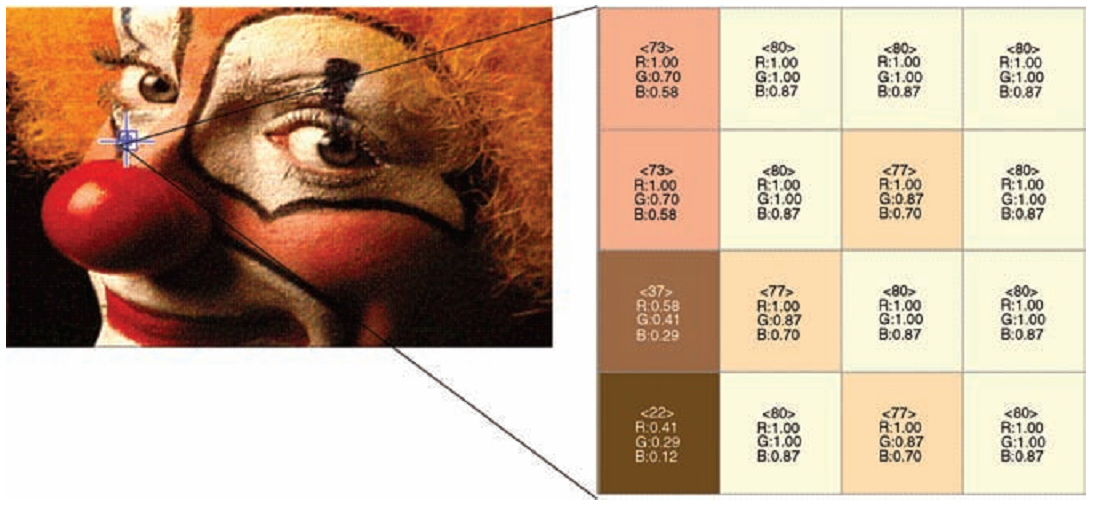 <73>
R:1.00
G:0.70
B:0.58
<80>
R:1.00
G:1.00
B:0.87
<80>
R:1.00
G:1.00
B:0.87
<80>
R:1.00
G:1.00
B:0.87
<73>
R:1.00
G:0.70
B:0.58
<80>
R:1.00
G:1.00
B:0.87
<77>
R:1.00
G:0.87
B:0.70
<80>
R:1.00
G:1.00
B:0.87
<37>
R:0.58
G:0.41
B:0.29
<77>
R:1.00
G:0.87
B:0.70
<80>
R:1.00
G:1.00
B:0.87
<80>
R:1.00
G:1.00
B:0.87
<22>
R:0.41
G:0.29
B:0.12
<80>
R:1.00
G:1.00
B:0.87
<77>
R:1.00
G:0.87
B:0.70
<80>
R:1.00
G:1.00
B:0.87